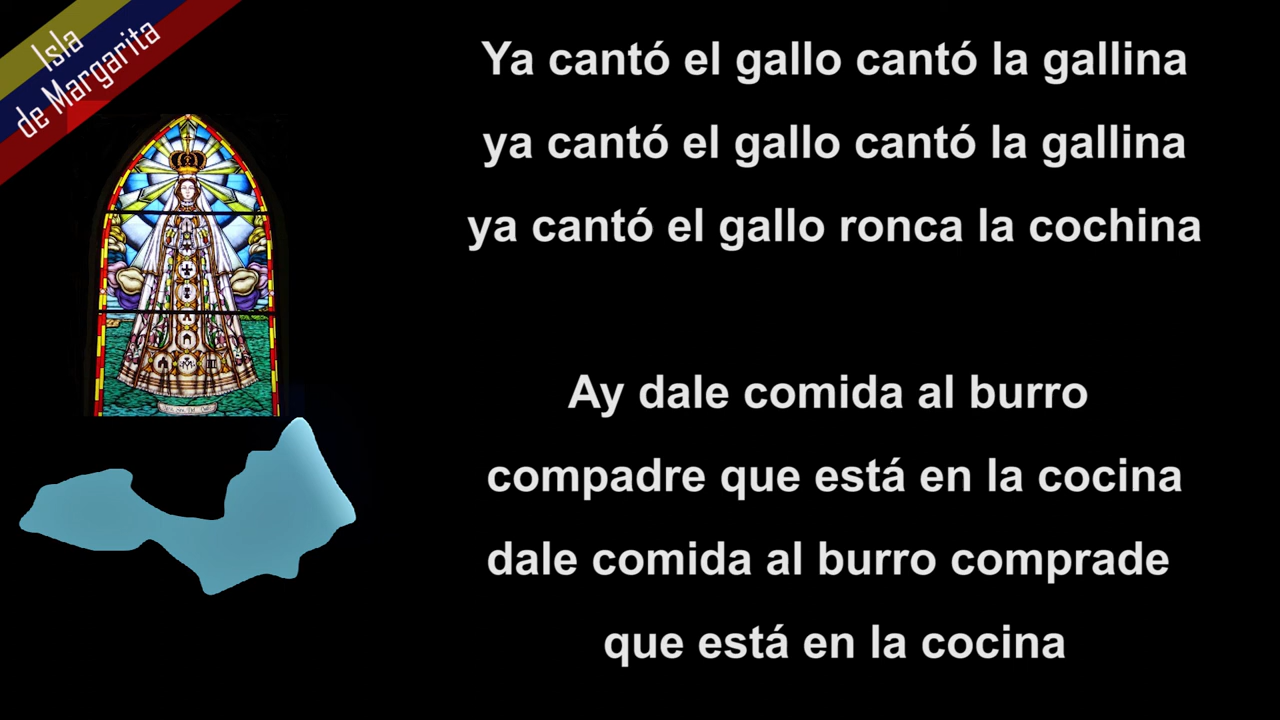 Isla
de Margarita
Ya cantó el gallo cantó la gallina
ya cantó el gallo cantó la gallina
ya cantó el gallo ronca la cochina
Ay dale comida al burro
compadre que está en la cocina
dale comida al burro comprade
que está en la cocina